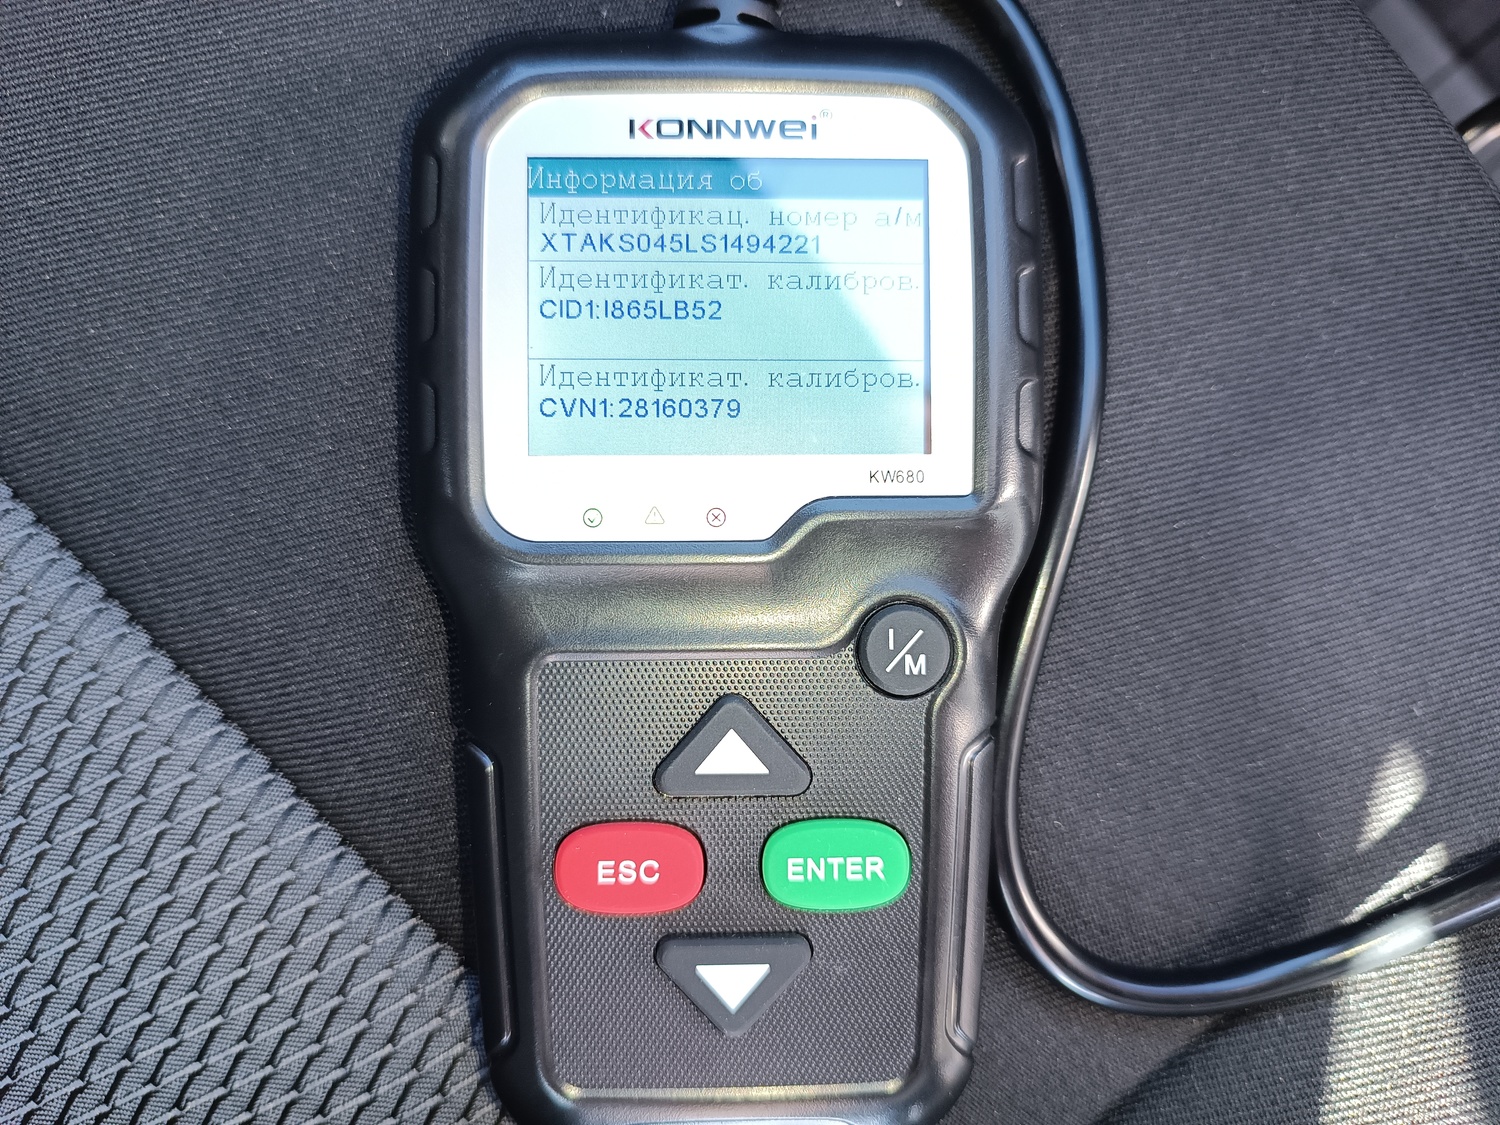 KONNWEI®
Информация об
Идентификац. номер а/м
XTAKS045LS1494221
Идентификат. калибров.
CID1:I865LB52
Идентификат. калибров.
CVN1:28160379
KW680
I/M
ESC
ENTER